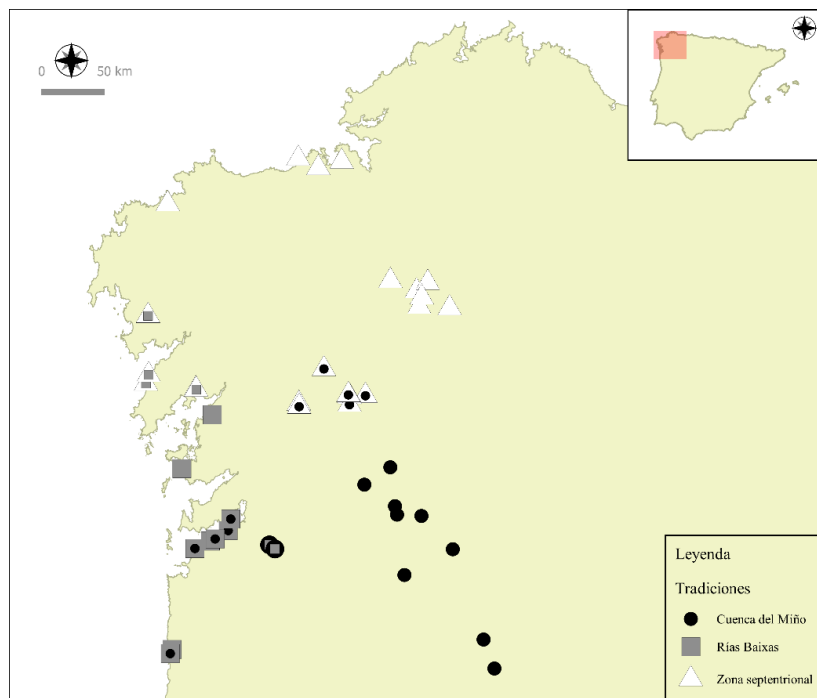 0 50 km
Leyenda
Tradiciones
Cuenca del Miño
Rías Baixas
Zona septentrional